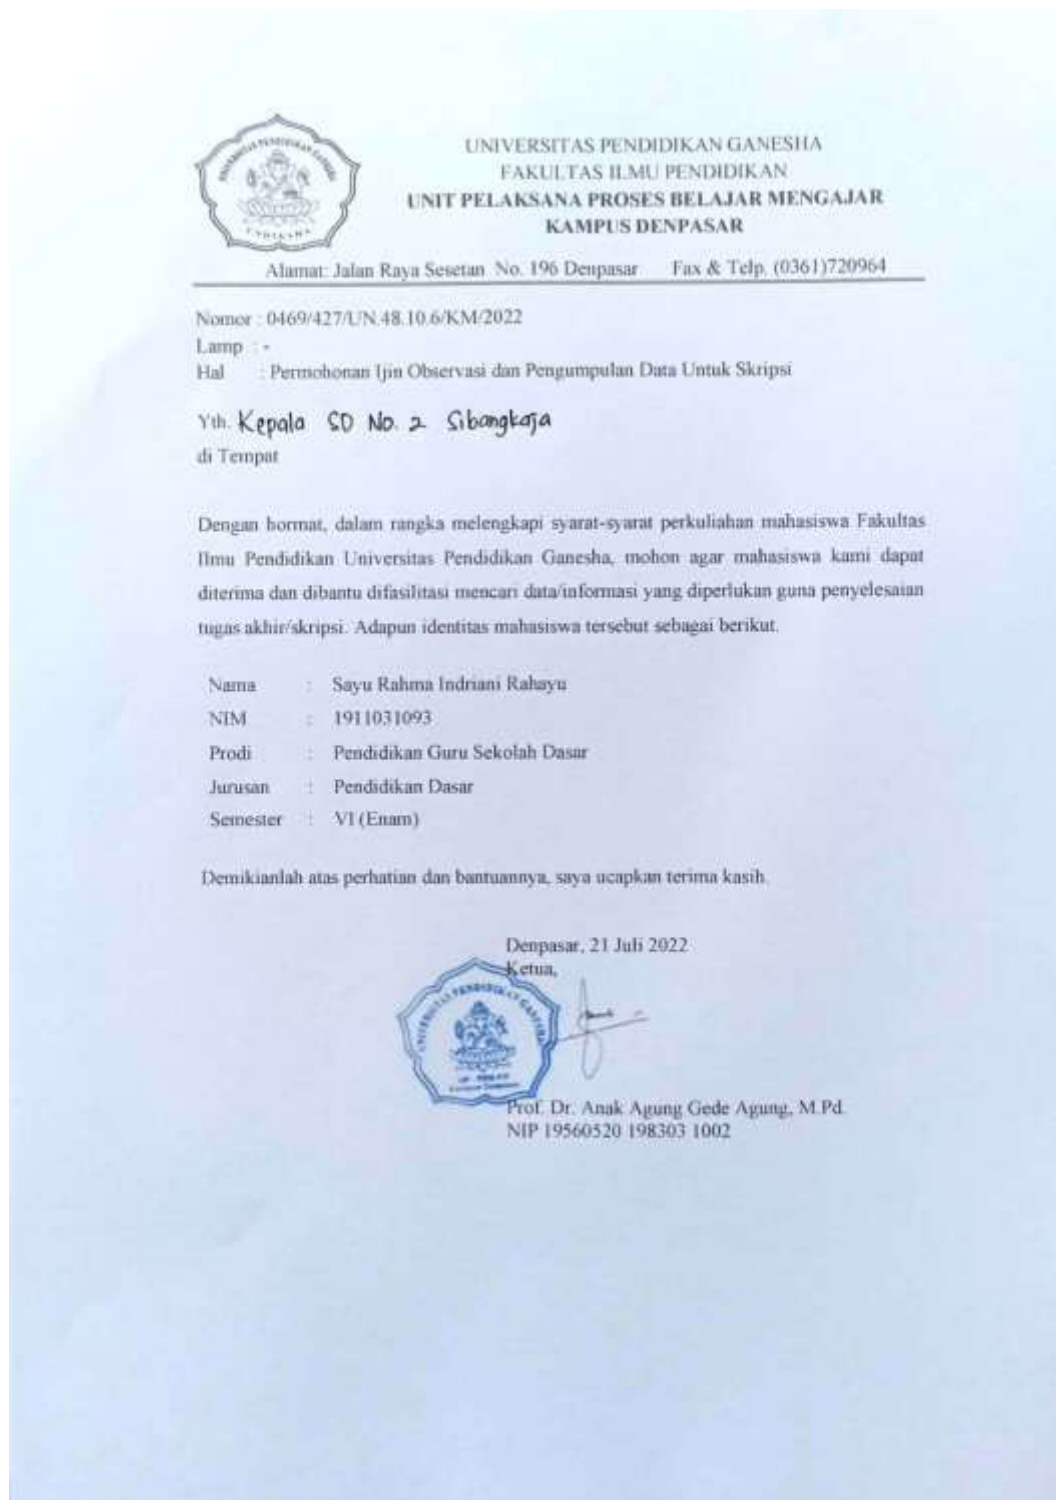 UNIVERSITAS PENDIDIKAN GANESHA
UNDIKSHA
UNIVERSITAS PENDIDIKAN GANESHA
FAKULTAS ILMU PENDIDIKAN
UNIT PELAKSANA PROSES BELAJAR MENGAJAR
KAMPUS DENPASAR
Alamat: Jalan Raya Sesetan No. 196 Denpasar Fax & Telp. (0361)720964
Nomor : 0469/427/UN.48.10.6/KM/2022
Lamp : -
Hal : Permohonan Ijin Observasi dan Pengumpulan Data Untuk Skripsi
Yth. Kepala SD No. 2 Sibangkaja
di Tempat
Dengan hormat, dalam rangka melengkapi syarat-syarat perkuliahan mahasiswa Fakultas
Ilmu Pendidikan Universitas Pendidikan Ganesha, mohon agar mahasiswa kami dapat
diterima dan dibantu difasilitasi mencari data/informasi yang diperlukan guna penyelesaian
tugas akhir/skripsi. Adapun identitas mahasiswa tersebut sebagai berikut.
Nama : Sayu Rahma Indriani Rahayu
NIM : 1911031093
Prodi : Pendidikan Guru Sekolah Dasar
Jurusan : Pendidikan Dasar
Semester : VI (Enam)
Demikianlah atas perhatian dan bantuannya, saya ucapkan terima kasih.
Denpasar, 21 Juli 2022
Ketua,
UNIVERSITAS PENDIDIKAN GANESHA
Prof. Dr. Anak Agung Gede Agung, M.Pd.
NIP 19560520 198303 1002